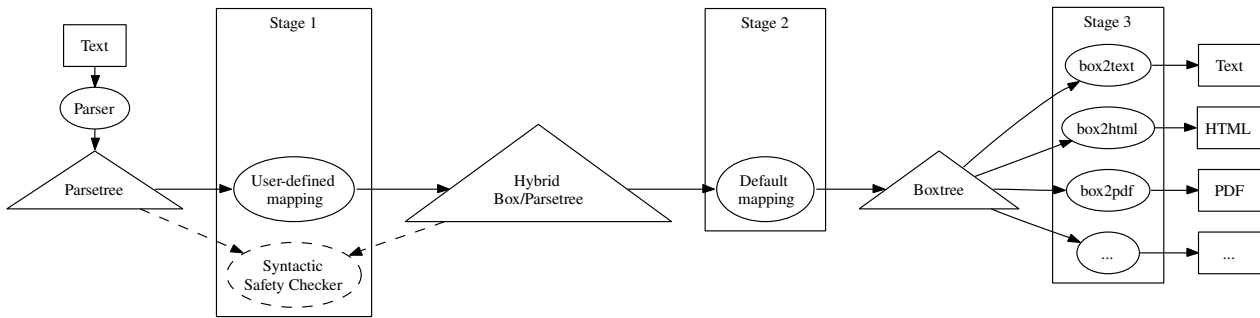 Stage 1
Stage 2
Stage 3
Text
Parser
Parsetree
User-defined
mapping
Syntactic
Safety Checker
Hybrid
Box/Parsetree
Default
mapping
Boxtree
box2text
Text
box2html
HTML
box2pdf
PDF
...
...